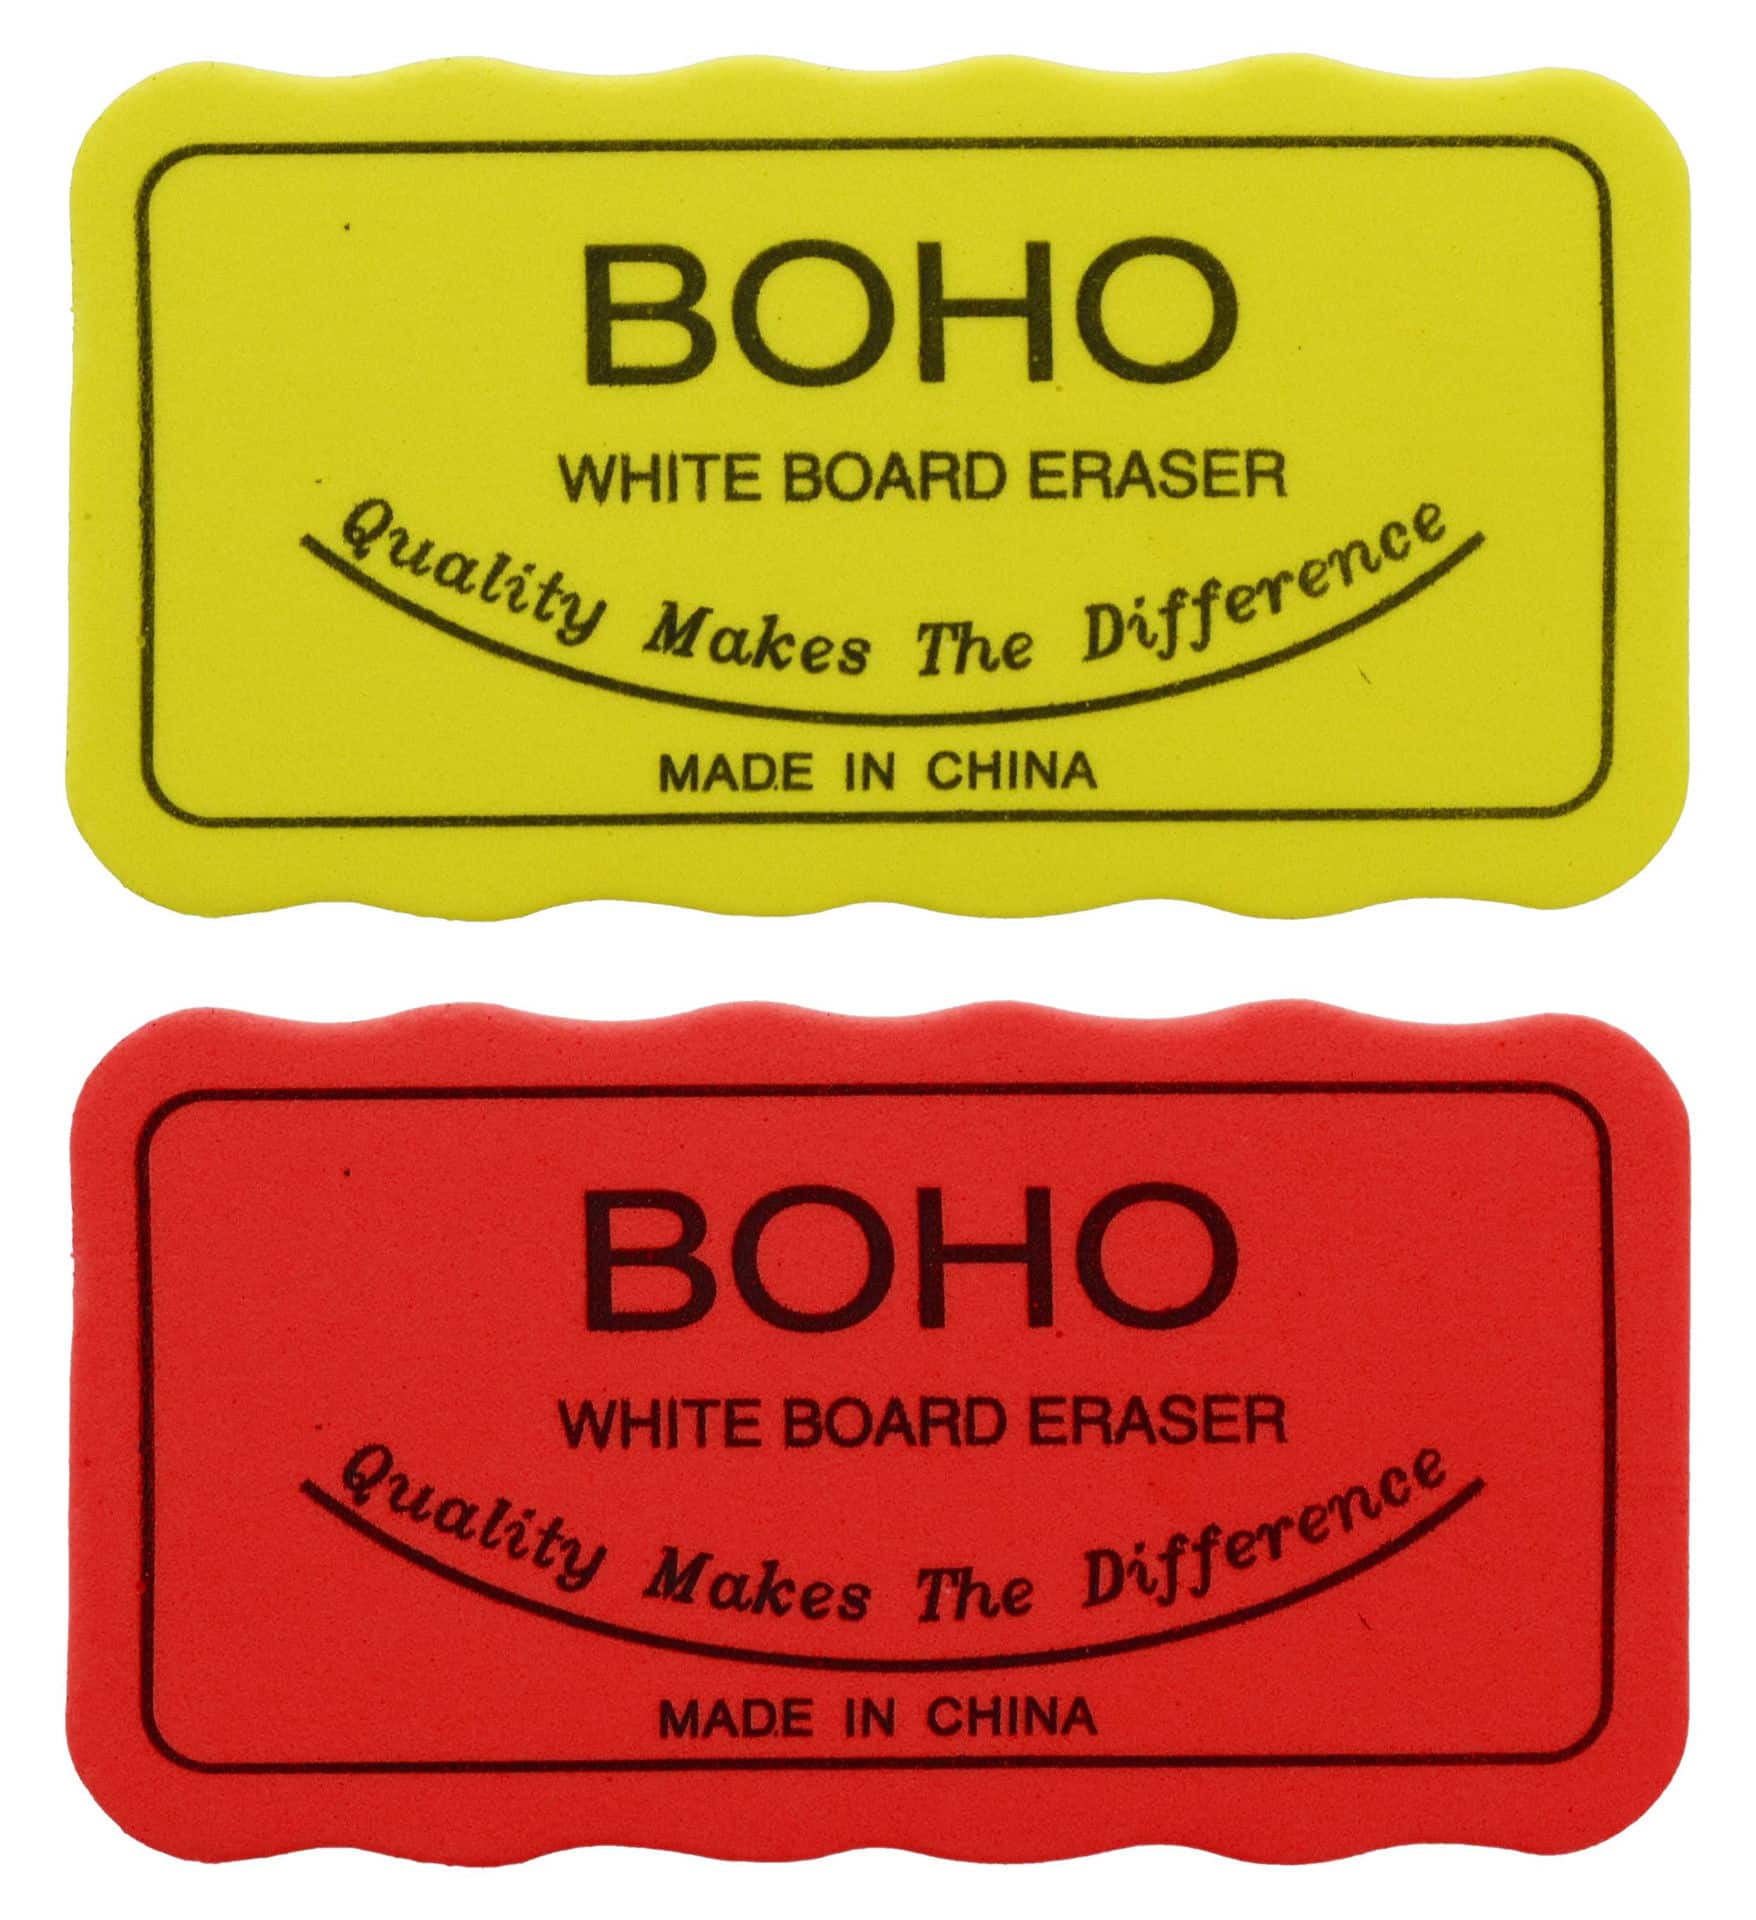 BOHO
WHITE BOARD ERASER
Quality Makes The Difference
MADE IN CHINA
BOHO
WHITE BOARD ERASER
Quality Makes The Difference
MADE IN CHINA